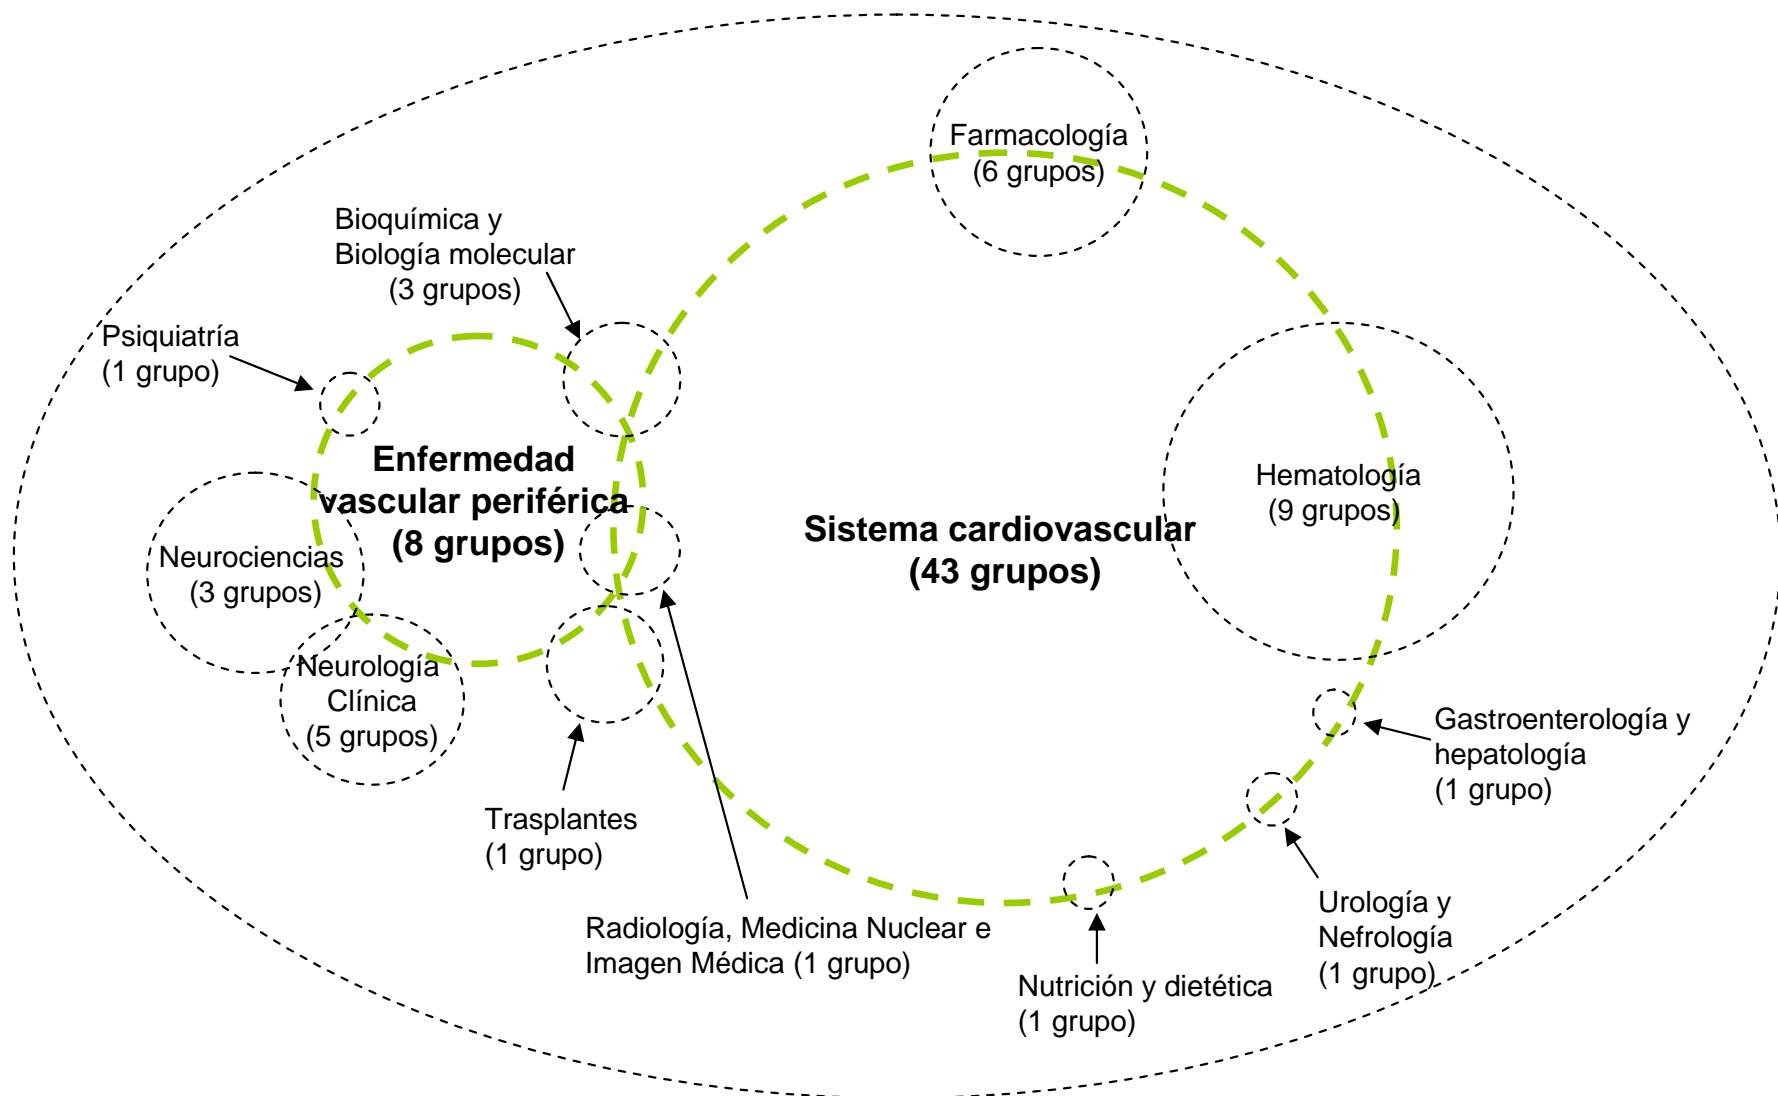 Farmacología
(6 grupos)
Bioquímica y
Biología molecular
(3 grupos)
Psiquiatría
(1 grupo)
Enfermedad
vascular periférica
(8 grupos)
Hematología
(9 grupos)
Sistema cardiovascular
(43 grupos)
Neurociencias
(3 grupos)
Neurología
Clínica
(5 grupos)
Gastroenterología y
hepatología
(1 grupo)
Trasplantes
(1 grupo)
Urología y
Nefrología
(1 grupo)
Radiología, Medicina Nuclear e
Imagen Médica (1 grupo)
Nutrición y dietética
(1 grupo)